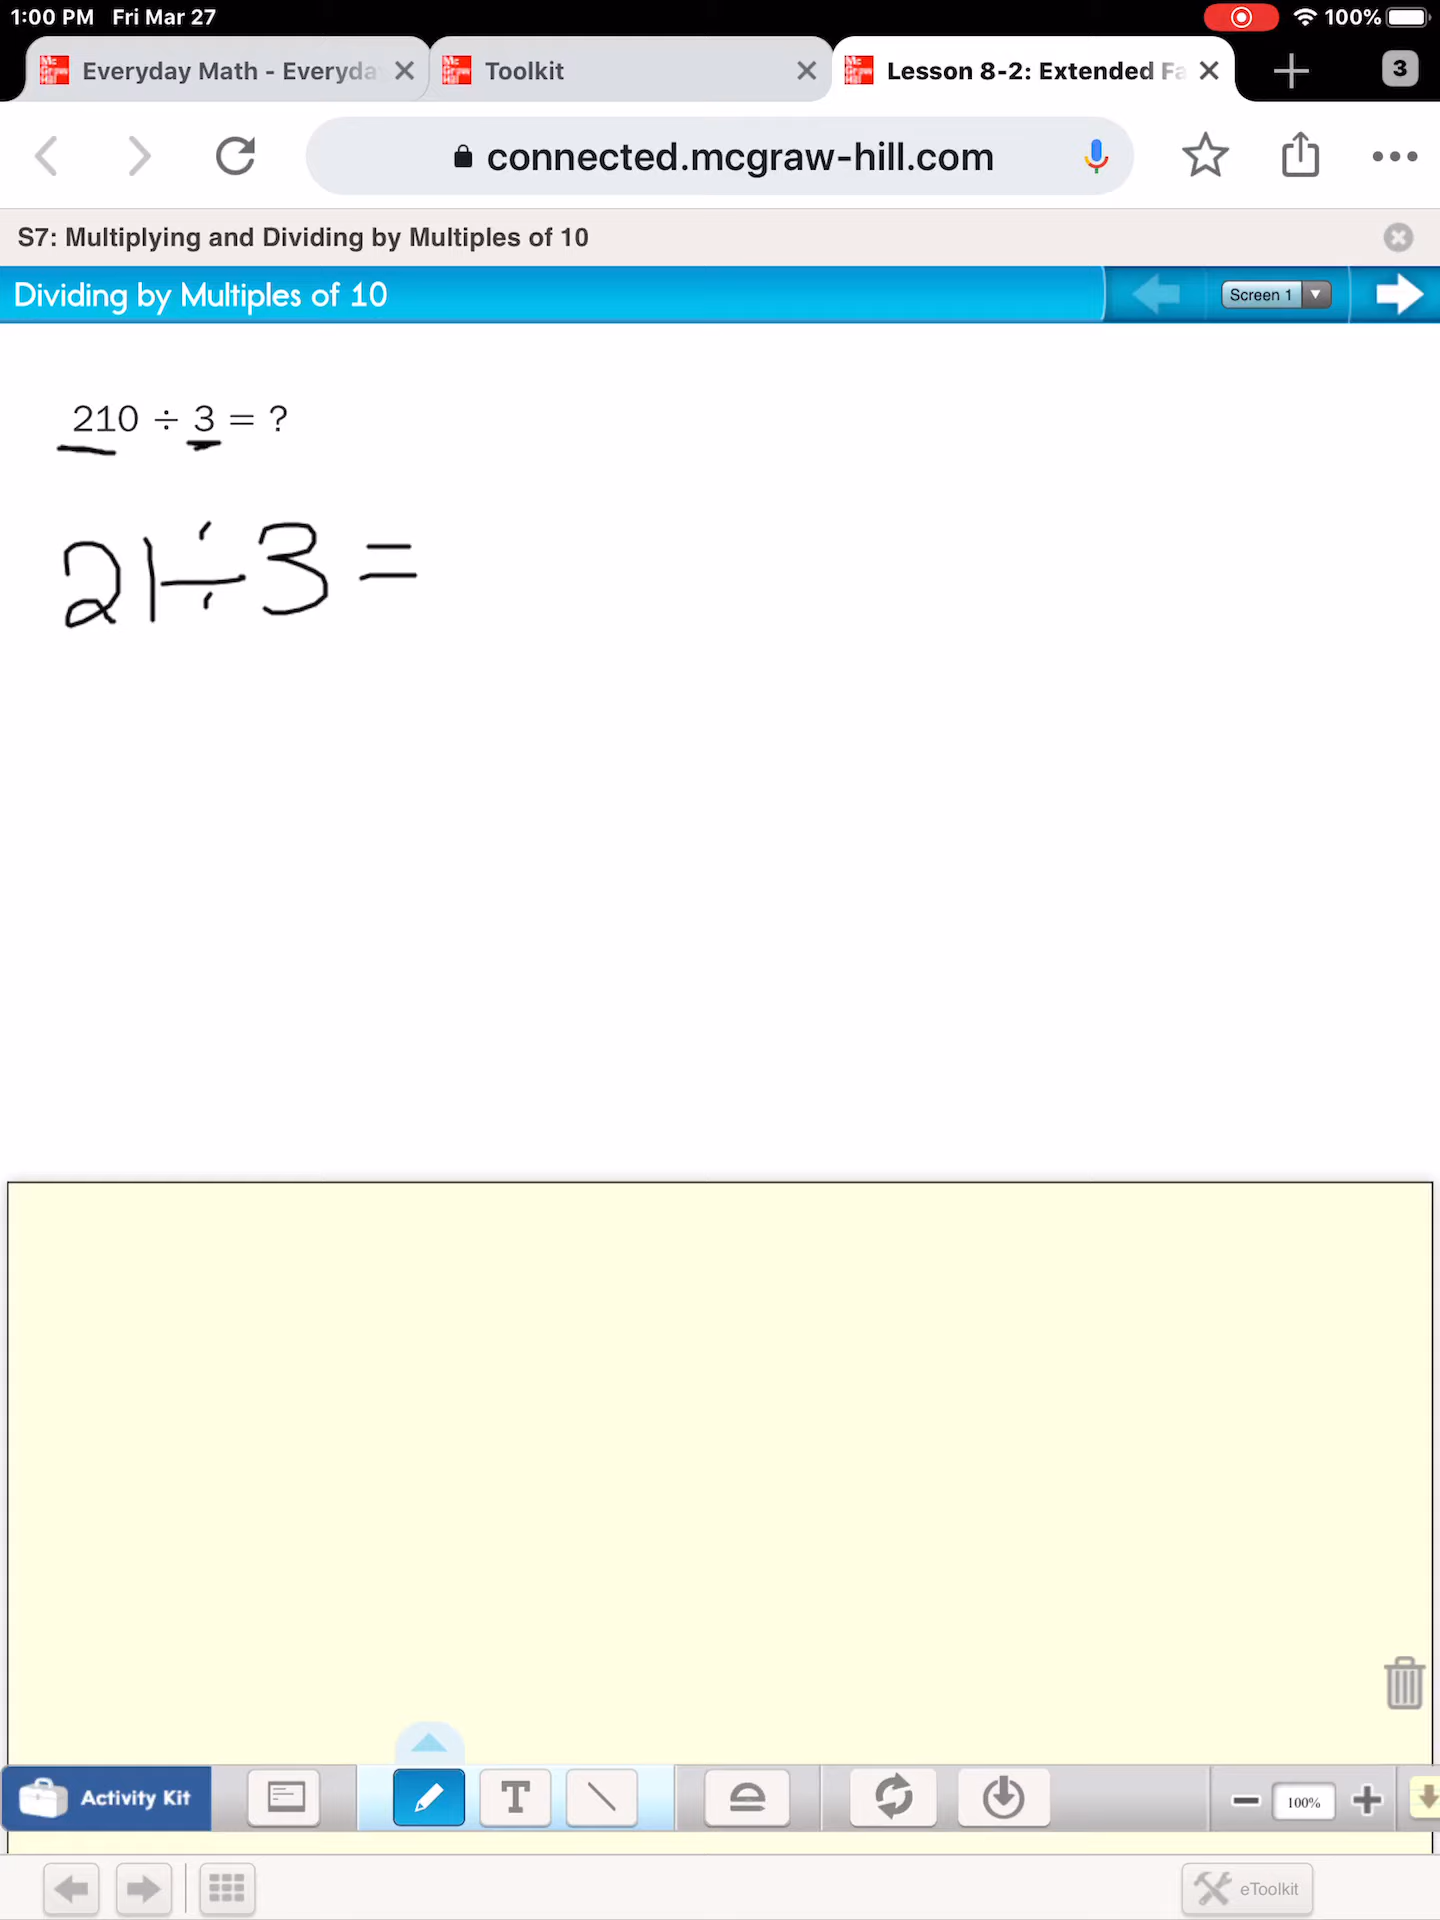 1:00 PM Fri Mar 27 100%
Everyday Math - Everyda Toolkit Lesson 8-2: Extended Fa 3
connected.mcgraw-hill.com
S7: Multiplying and Dividing by Multiples of 10
Dividing by Multiples of 10 Screen 1
210 ÷ 3 = ?
21÷3=
Activity Kit T 100%
eToolkit